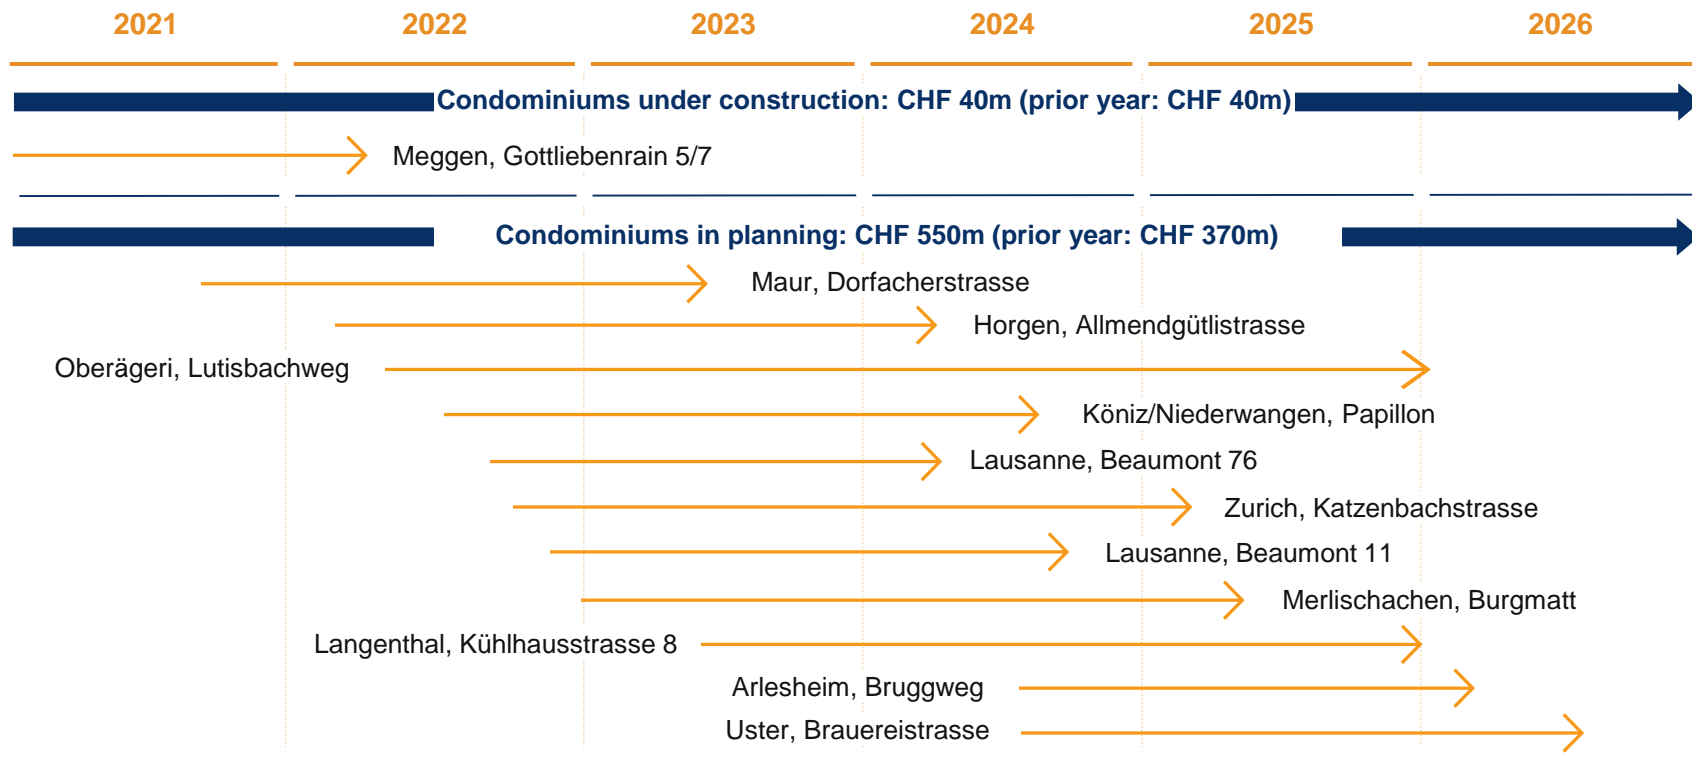 2021 2022 2023 2024 2025 2026
Condominiums under construction: CHF 40m (prior year: CHF 40m)
Meggen, Gottliebenrain 5/7
Condominiums in planning: CHF 550m (prior year: CHF 370m)
Maur, Dorfacherstrasse
Horgen, Allmendgütlistrasse
Oberägeri, Lutisbachweg
Köniz/Niederwangen, Papillon
Lausanne, Beaumont 76
Zurich, Katzenbachstrasse
Lausanne, Beaumont 11
Merlischachen, Burgmatt
Langenthal, Kühlhausstrasse 8
Arlesheim, Bruggweg
Uster, Brauereistrasse